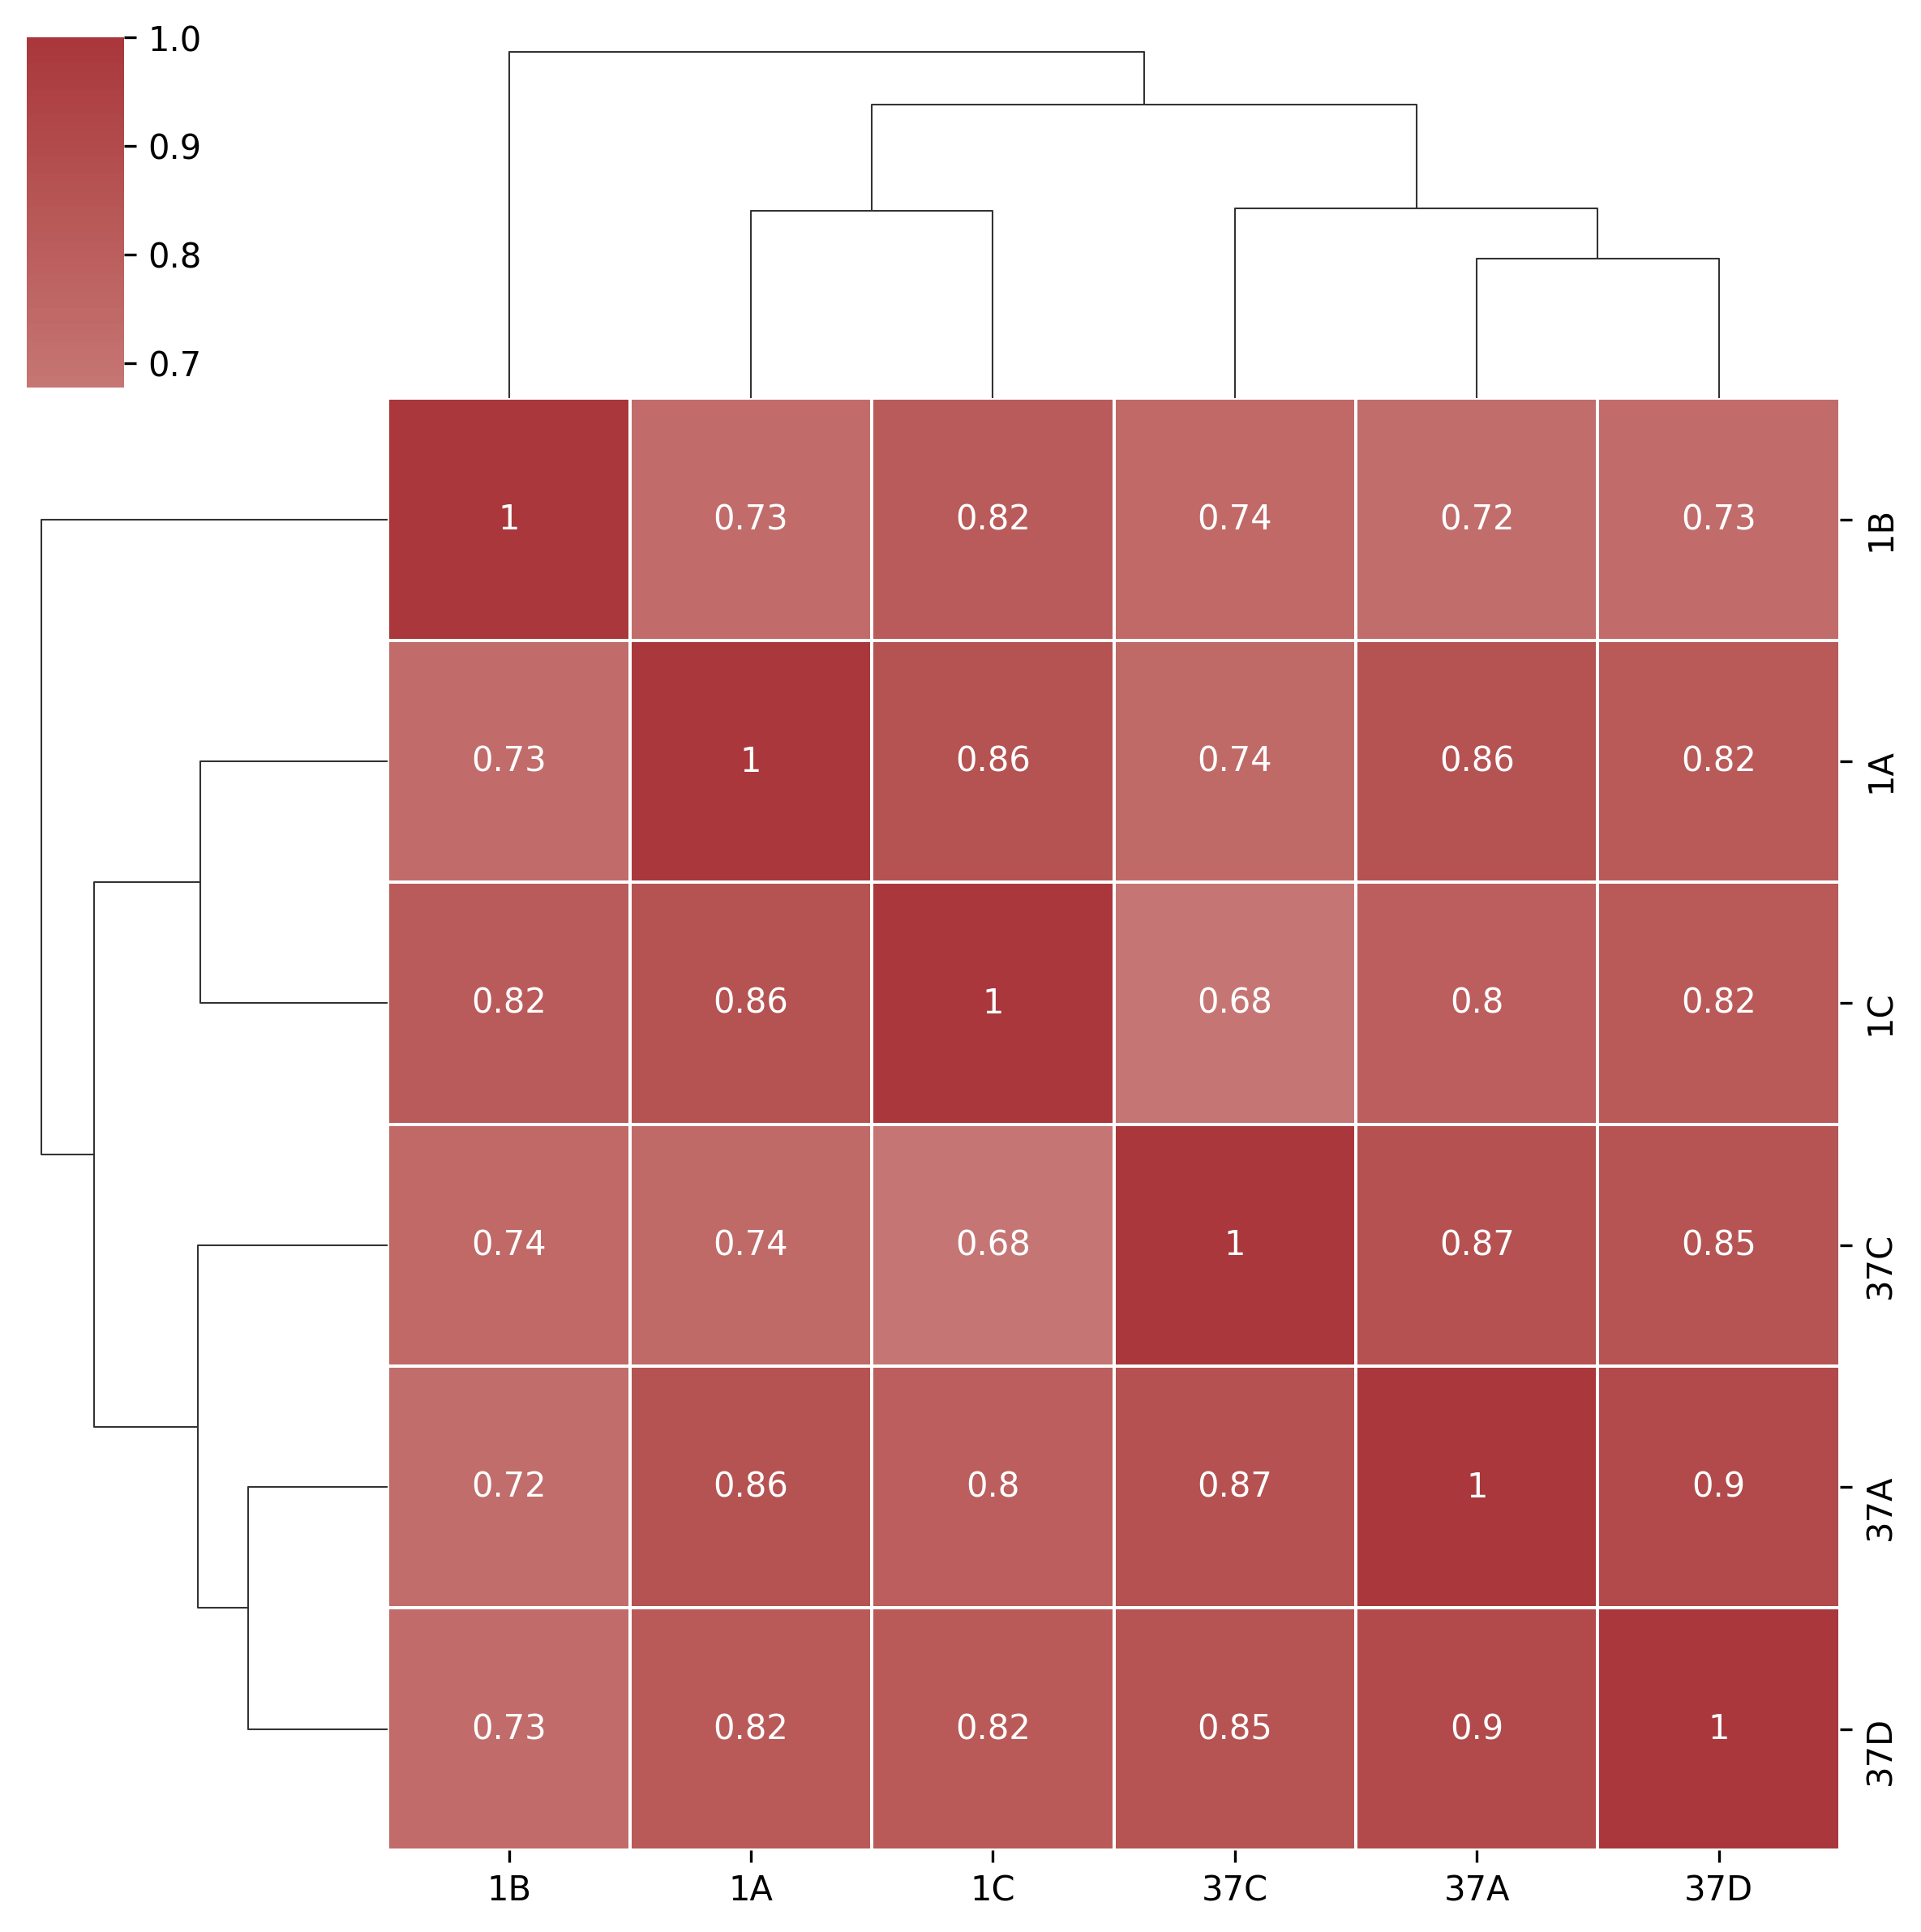 1.0
0.9
0.8
0.7
1 0.73 0.82 0.74 0.72 0.73 1B
0.73 1 0.86 0.74 0.86 0.82 1A
0.82 0.86 1 0.68 0.8 0.82 1C
0.74 0.74 0.68 1 0.87 0.85 37C
0.72 0.86 0.8 0.87 1 0.9 37A
0.73 0.82 0.82 0.85 0.9 1 37D
1B 1A 1C 37C 37A 37D